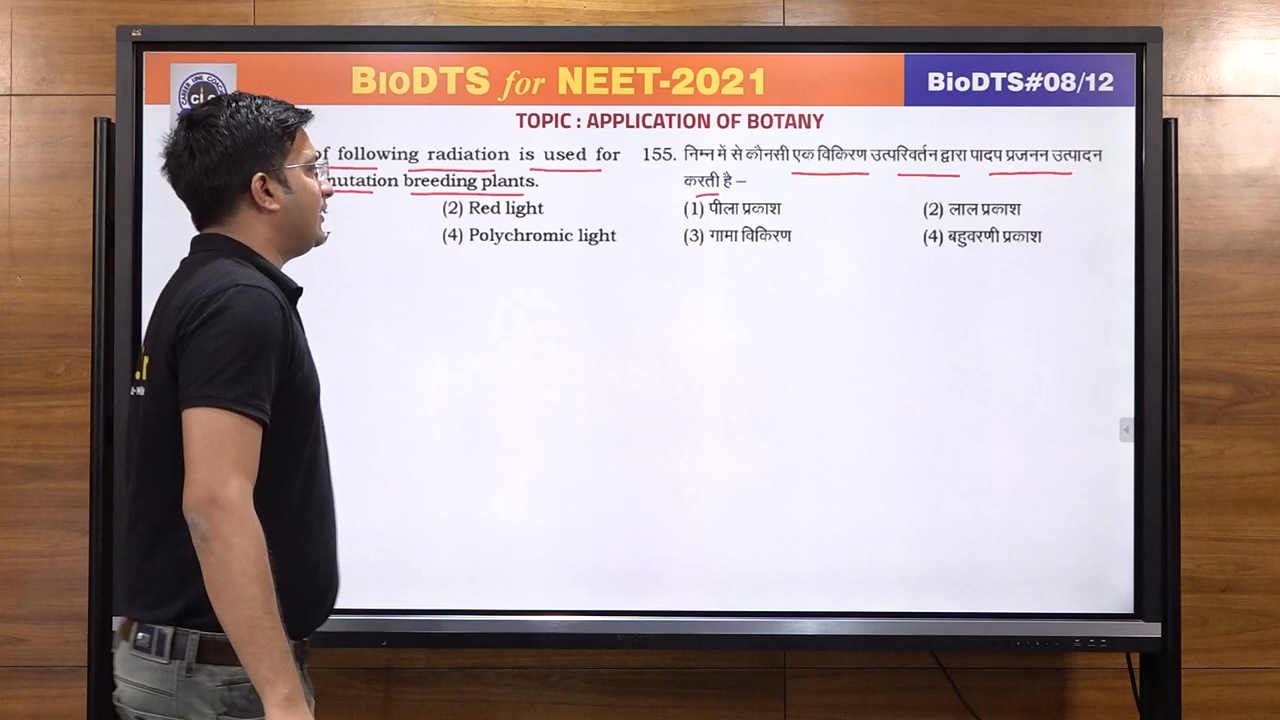 BIODTS for NEET-2021
BioDTS#08/12
TOPIC : APPLICATION OF BOTANY
of following radiation is used for
mutation breeding plants.
(2) Red light
(4) Polychromic light
155. निम्न में से कौनसी एक विकिरण उत्परिवर्तन द्वारा पादप प्रजनन उत्पादन
करती है –
(1) पीला प्रकाश
(2) लाल प्रकाश
(3) गामा विकिरण
(4) बहुवरणी प्रकाश